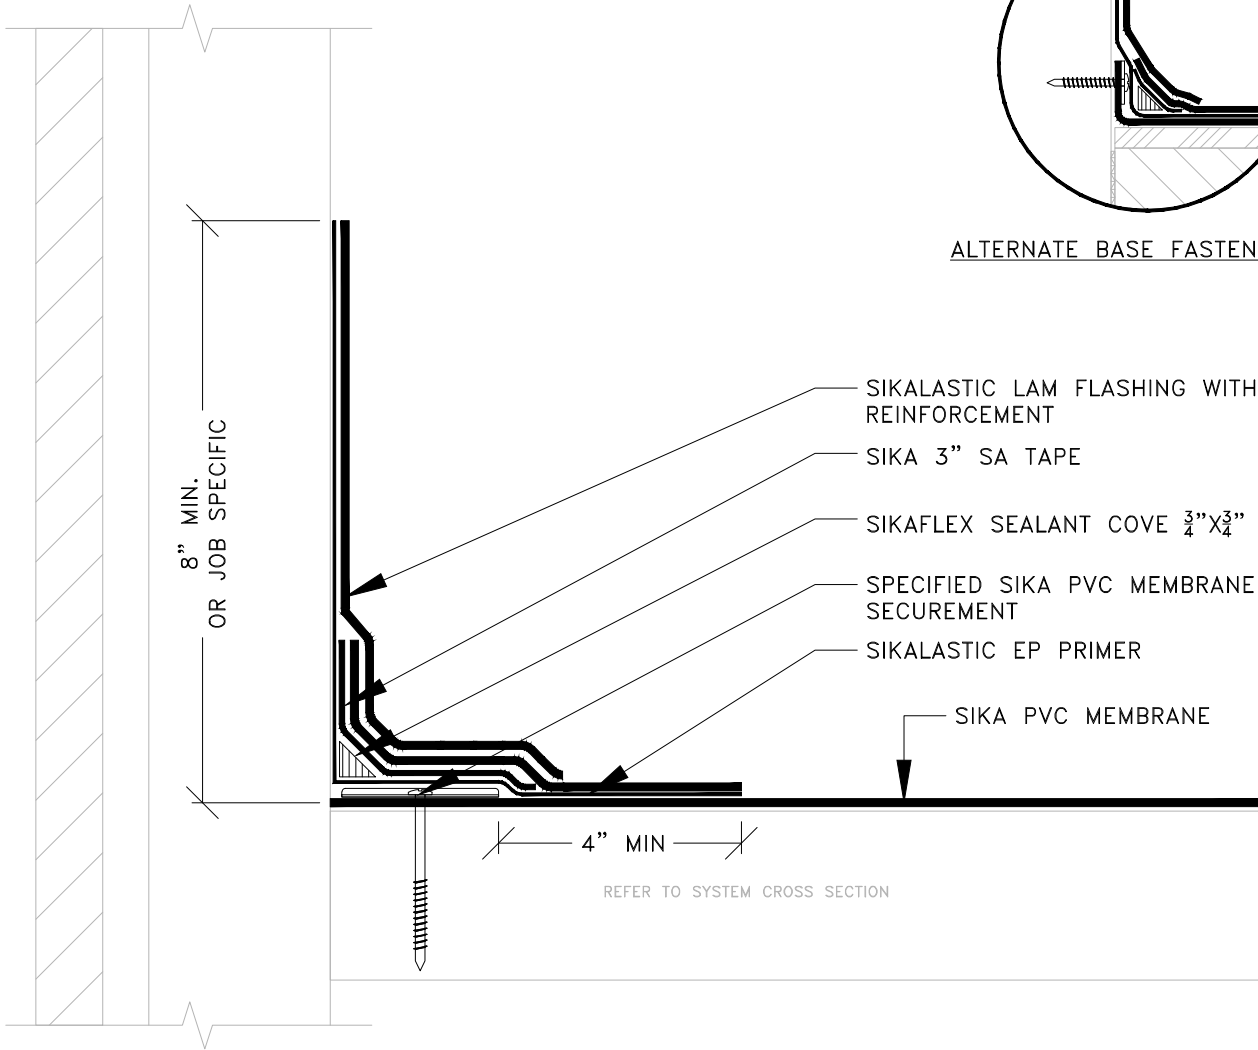 ALTERNATE BASE FASTEN
SIKALASTIC LAM FLASHING WITH
REINFORCEMENT
SIKA 3” SA TAPE
SIKAFLEX SEALANT COVE 3/4”X3/4”
SPECIFIED SIKA PVC MEMBRANE
SECUREMENT
SIKALASTIC EP PRIMER
SIKA PVC MEMBRANE
8” MIN.
OR JOB SPECIFIC
4” MIN
REFER TO SYSTEM CROSS SECTION